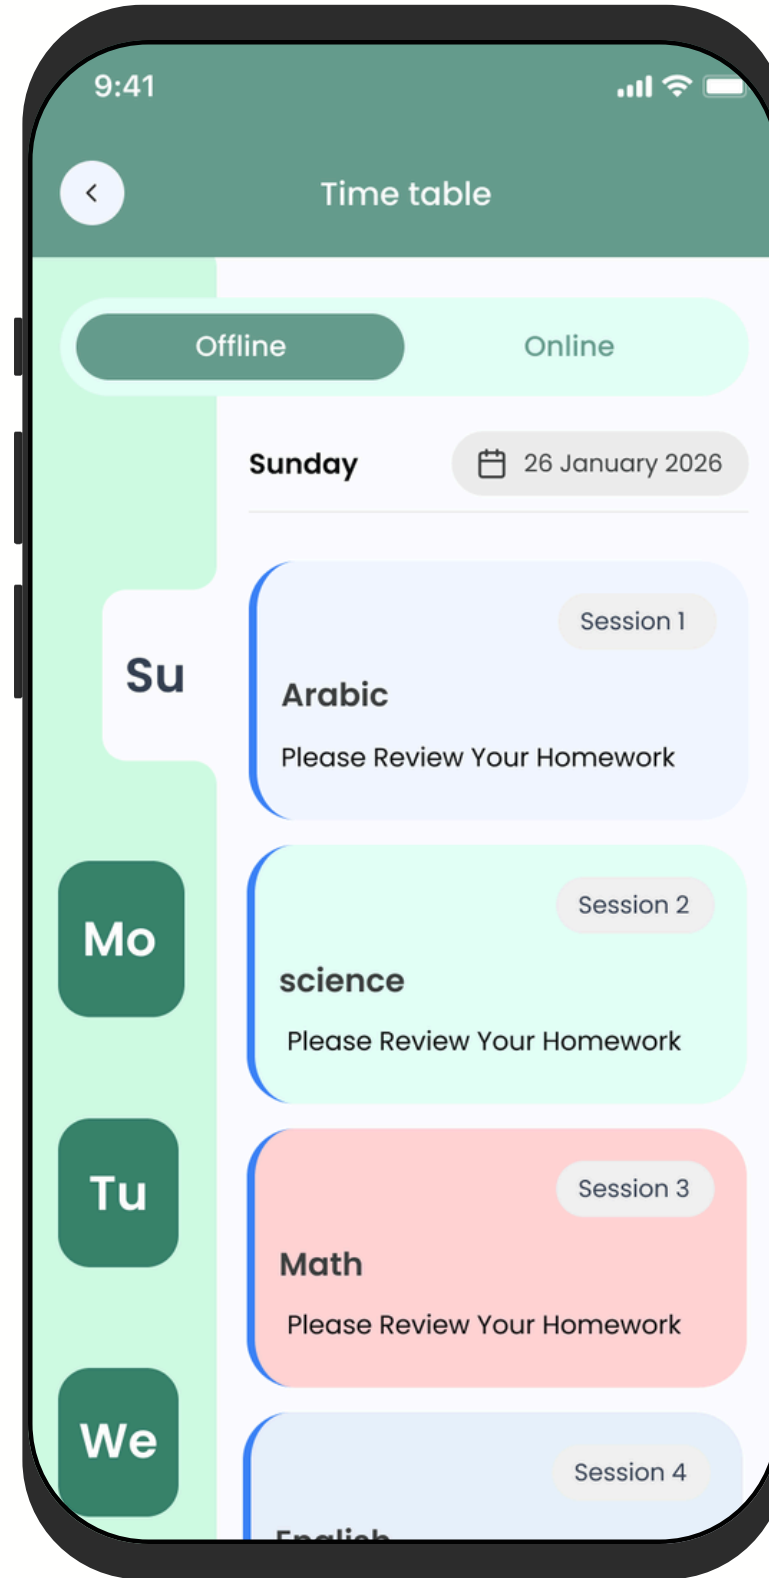 9:41
Time table
Offline
Online
Sunday
26 January 2026
Su
Session 1
Arabic
Please Review Your Homework
Mo
Session 2
science
Please Review Your Homework
Tu
Session 3
Math
Please Review Your Homework
We
Session 4
English